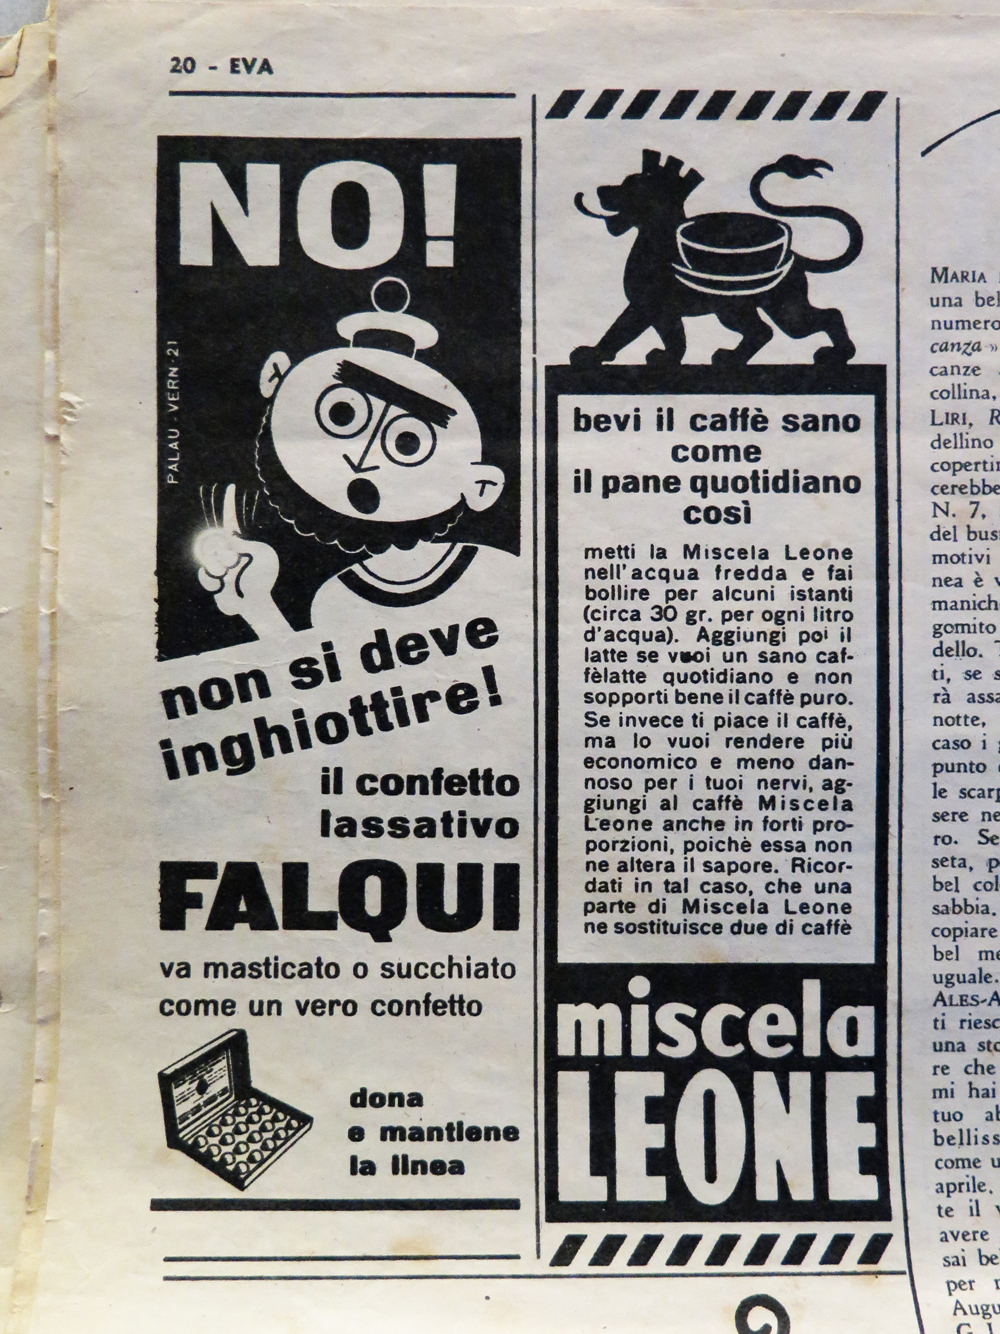 20 - EVA
NO!
PALAU - VERN - 21
non si deve
inghiottire!
il confetto
lassativo
FALQUI
va masticato o succhiato
come un vero confetto
dona
e mantiene
la linea
bevi il caffè sano
come
il pane quotidiano
così
metti la Miscela Leone
nell'acqua fredda e fai
bollire per alcuni istanti
(circa 30 gr. per ogni litro
d'acqua). Aggiungi poi il
latte se vuoi un sano caf-
fèlatte quotidiano e non
sopporti bene il caffè puro.
Se invece ti piace il caffè,
ma lo vuoi rendere più
economico e meno dan-
noso per i tuoi nervi, ag-
giungi al caffè Miscela
Leone anche in forti pro-
porzioni, poichè essa non
ne altera il sapore. Ricor-
dati in tal caso, che una
parte di Miscela Leone
ne sostituisce due di caffè
miscela
LEONE
MARIA
una bel
numero
canza »
canze
collina,
LIRI, R
dellino
copertin
cerebbe
N. 7,
del bus
motivi
nea è v
manich
gomito
dello.
ti, se s
rà assa
notte,
caso i
punto
le scarp
sere ne
ro. Se
seta, p
bel col
sabbia.
copiare
bel me
uguale.
ALES-A
ti riesc
una sto
re che
mi hai
tuo ab
belliss
come u
aprile.
te il v
avere
sai be
per
Augu